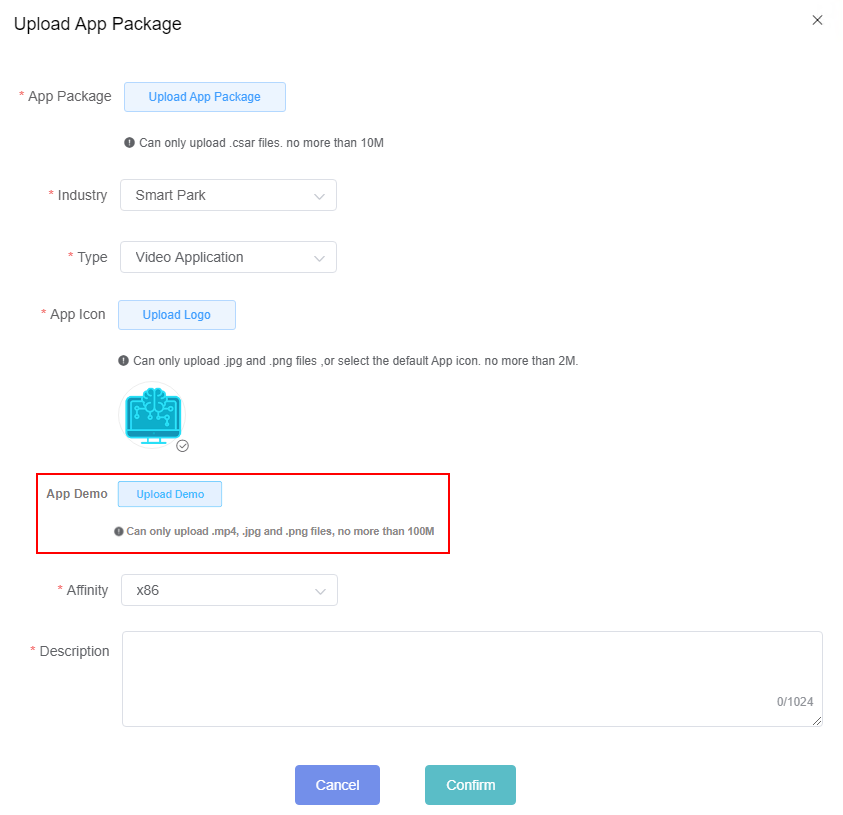 Upload App Package
* App Package Upload App Package
Can only upload .csar files. no more than 10M
* Industry Smart Park
* Type Video Application
* App Icon Upload Logo
Can only upload .jpg and .png files ,or select the default App icon. no more than 2M.
App Demo Upload Demo
Can only upload .mp4, .jpg and .png files, no more than 100M
* Affinity x86
* Description
0/1024
Cancel Confirm